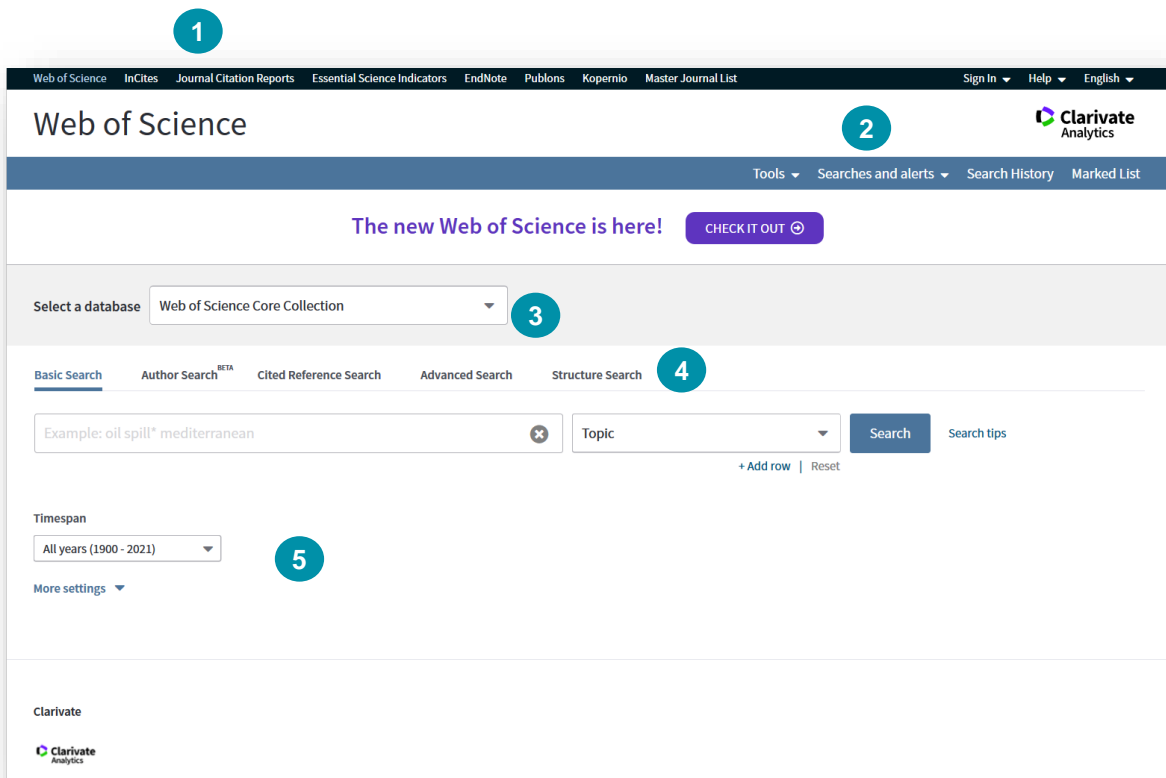 1
Web of Science InCites Journal Citation Reports Essential Science Indicators EndNote Publons Kopernio Master Journal List Sign In Help English
Web of Science
2
Clarivate
Analytics
Tools Searches and alerts Search History Marked List
The new Web of Science is here! CHECK IT OUT
Select a database Web of Science Core Collection
3
Basic Search Author Search BETA Cited Reference Search Advanced Search Structure Search
4
Example: oil spill* mediterranean Topic Search Search tips
+ Add row | Reset
Timespan
All years (1900 - 2021)
5
More settings
Clarivate
Clarivate
Analytics